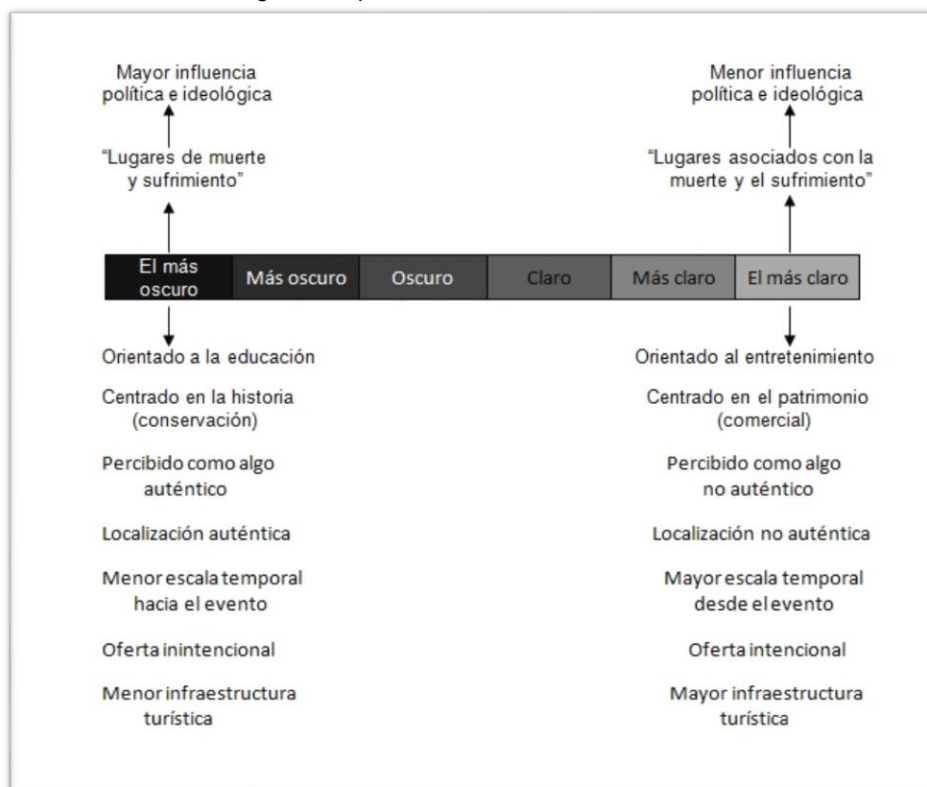 Mayor influencia
política e ideológica
Menor influencia
política e ideológica
"Lugares de muerte
y sufrimiento"
"Lugares asociados con la
muerte y el sufrimiento"
El más
oscuro
Más oscuro
Oscuro
Claro
Más claro
El más claro
Orientado a la educación
Orientado al entretenimiento
Centrado en la historia
(conservación)
Centrado en el patrimonio
(comercial)
Percibido como algo
auténtico
Percibido como algo
no auténtico
Localización auténtica
Localización no auténtica
Menor escala temporal
hacia el evento
Mayor escala temporal
desde el evento
Oferta inintencional
Oferta intencional
Menor infraestructura
turística
Mayor infraestructura
turística